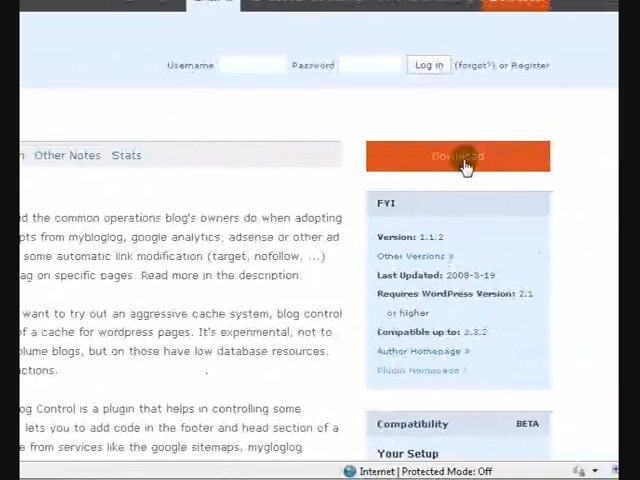 Username Password Log in (forgot?) or Register
Other Notes Stats
Download
d the common operations blog's owners do when adopting
pts from mybloglog, google analytics, adsense or other ad
some automatic link modification (target, nofollow, ...)
ag on specific pages. Read more in the description.
want to try out an aggressive cache system, blog control
of a cache for wordpress pages. It's experimental, not to
olume blogs, but on those have low database resources.
ctions.
og Control is a plugin that helps in controlling some
lets you to add code in the footer and head section of a
e from services like the google sitemaps, mygloglog
FYI
Version: 1.1.2
Other Versions »
Last Updated: 2008-3-19
Requires WordPress Version: 2.1
or higher
Compatible up to: 2.3.2
Author Homepage »
Plugin Homepage »
Compatibility BETA
Your Setup
Internet | Protected Mode: Off